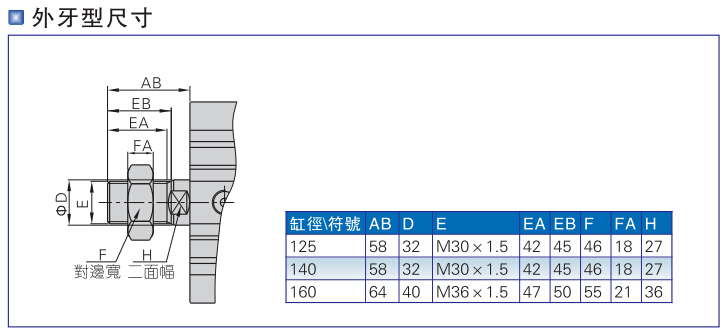 外牙型尺寸
AB
EB
EA
FA
ΦD
E
F
H
對邊寬 二面幅
缸徑\符號 AB D E EA EB F FA H
125 58 32 M30×1.5 42 45 46 18 27
140 58 32 M30×1.5 42 45 46 18 27
160 64 40 M36×1.5 47 50 55 21 36